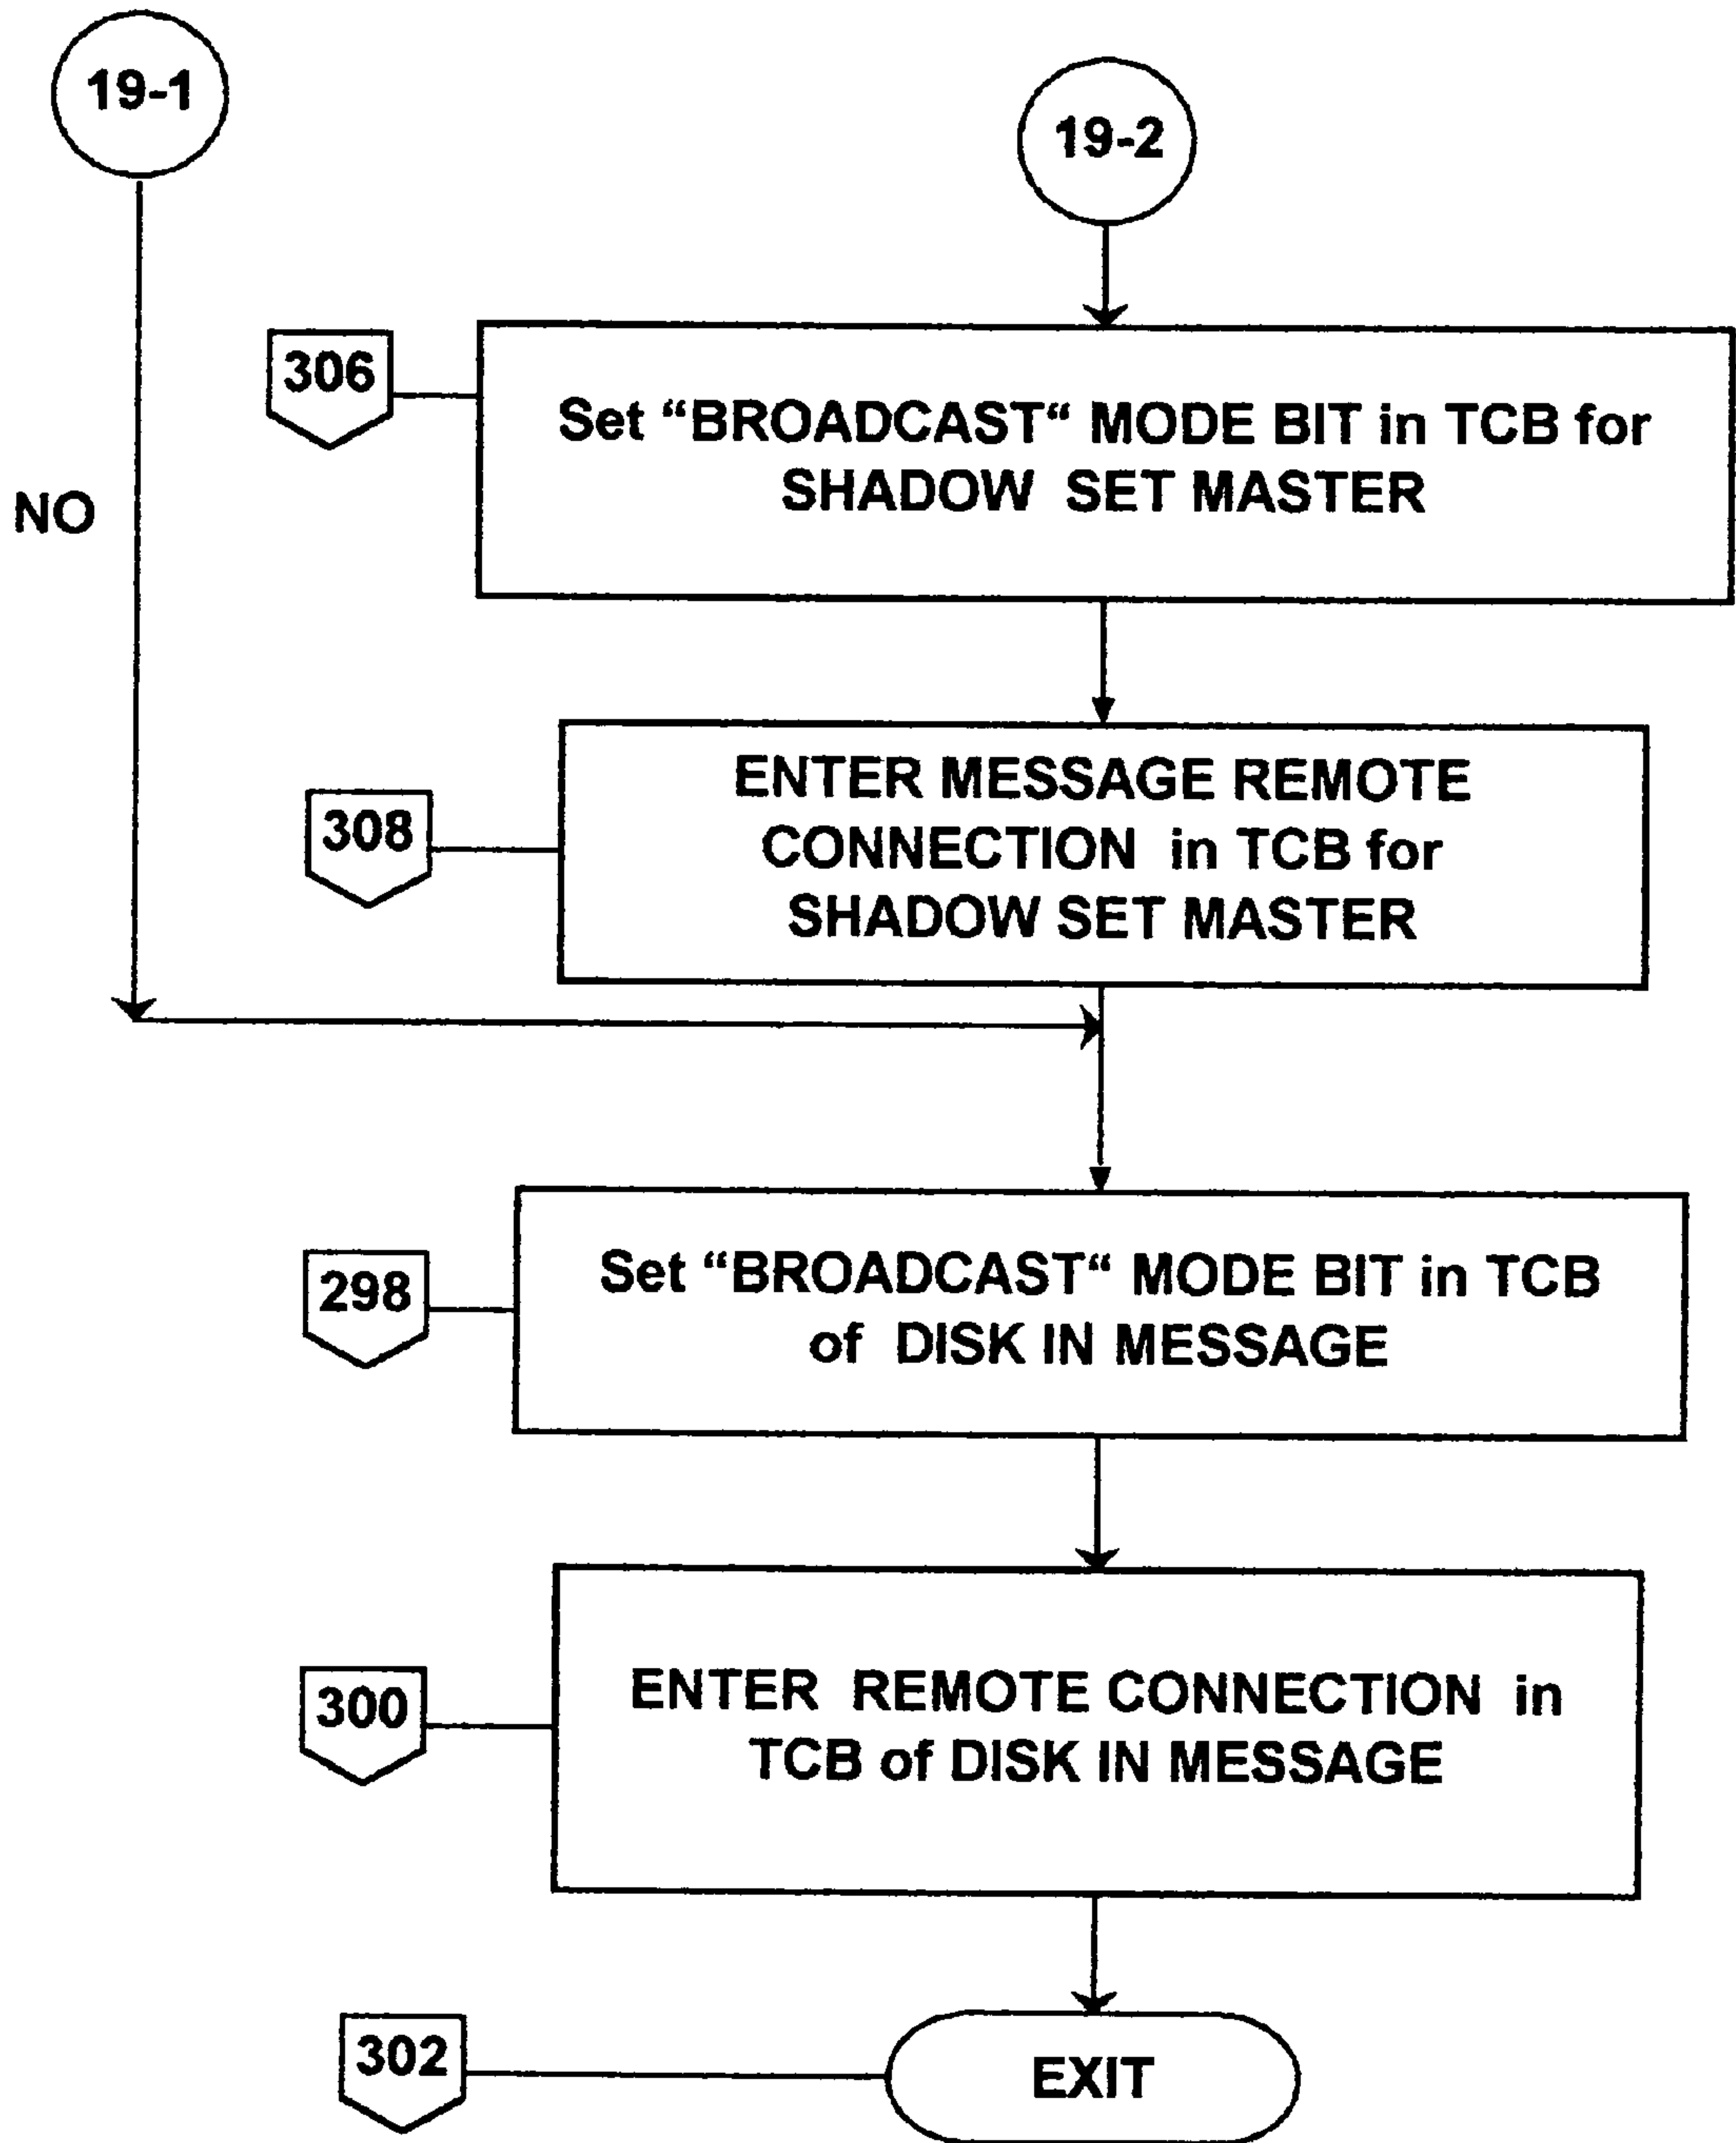 19-1
19-2
306
Set “BROADCAST“ MODE BIT in TCB for
SHADOW SET MASTER
NO
ENTER MESSAGE REMOTE
308
CONNECTION in TCB for
SHADOW SET MASTER
298
Set “BROADCAST“ MODE BIT in TCB
of DISK IN MESSAGE
300
ENTER REMOTE CONNECTION in
TCB of DISK IN MESSAGE
302
EXIT